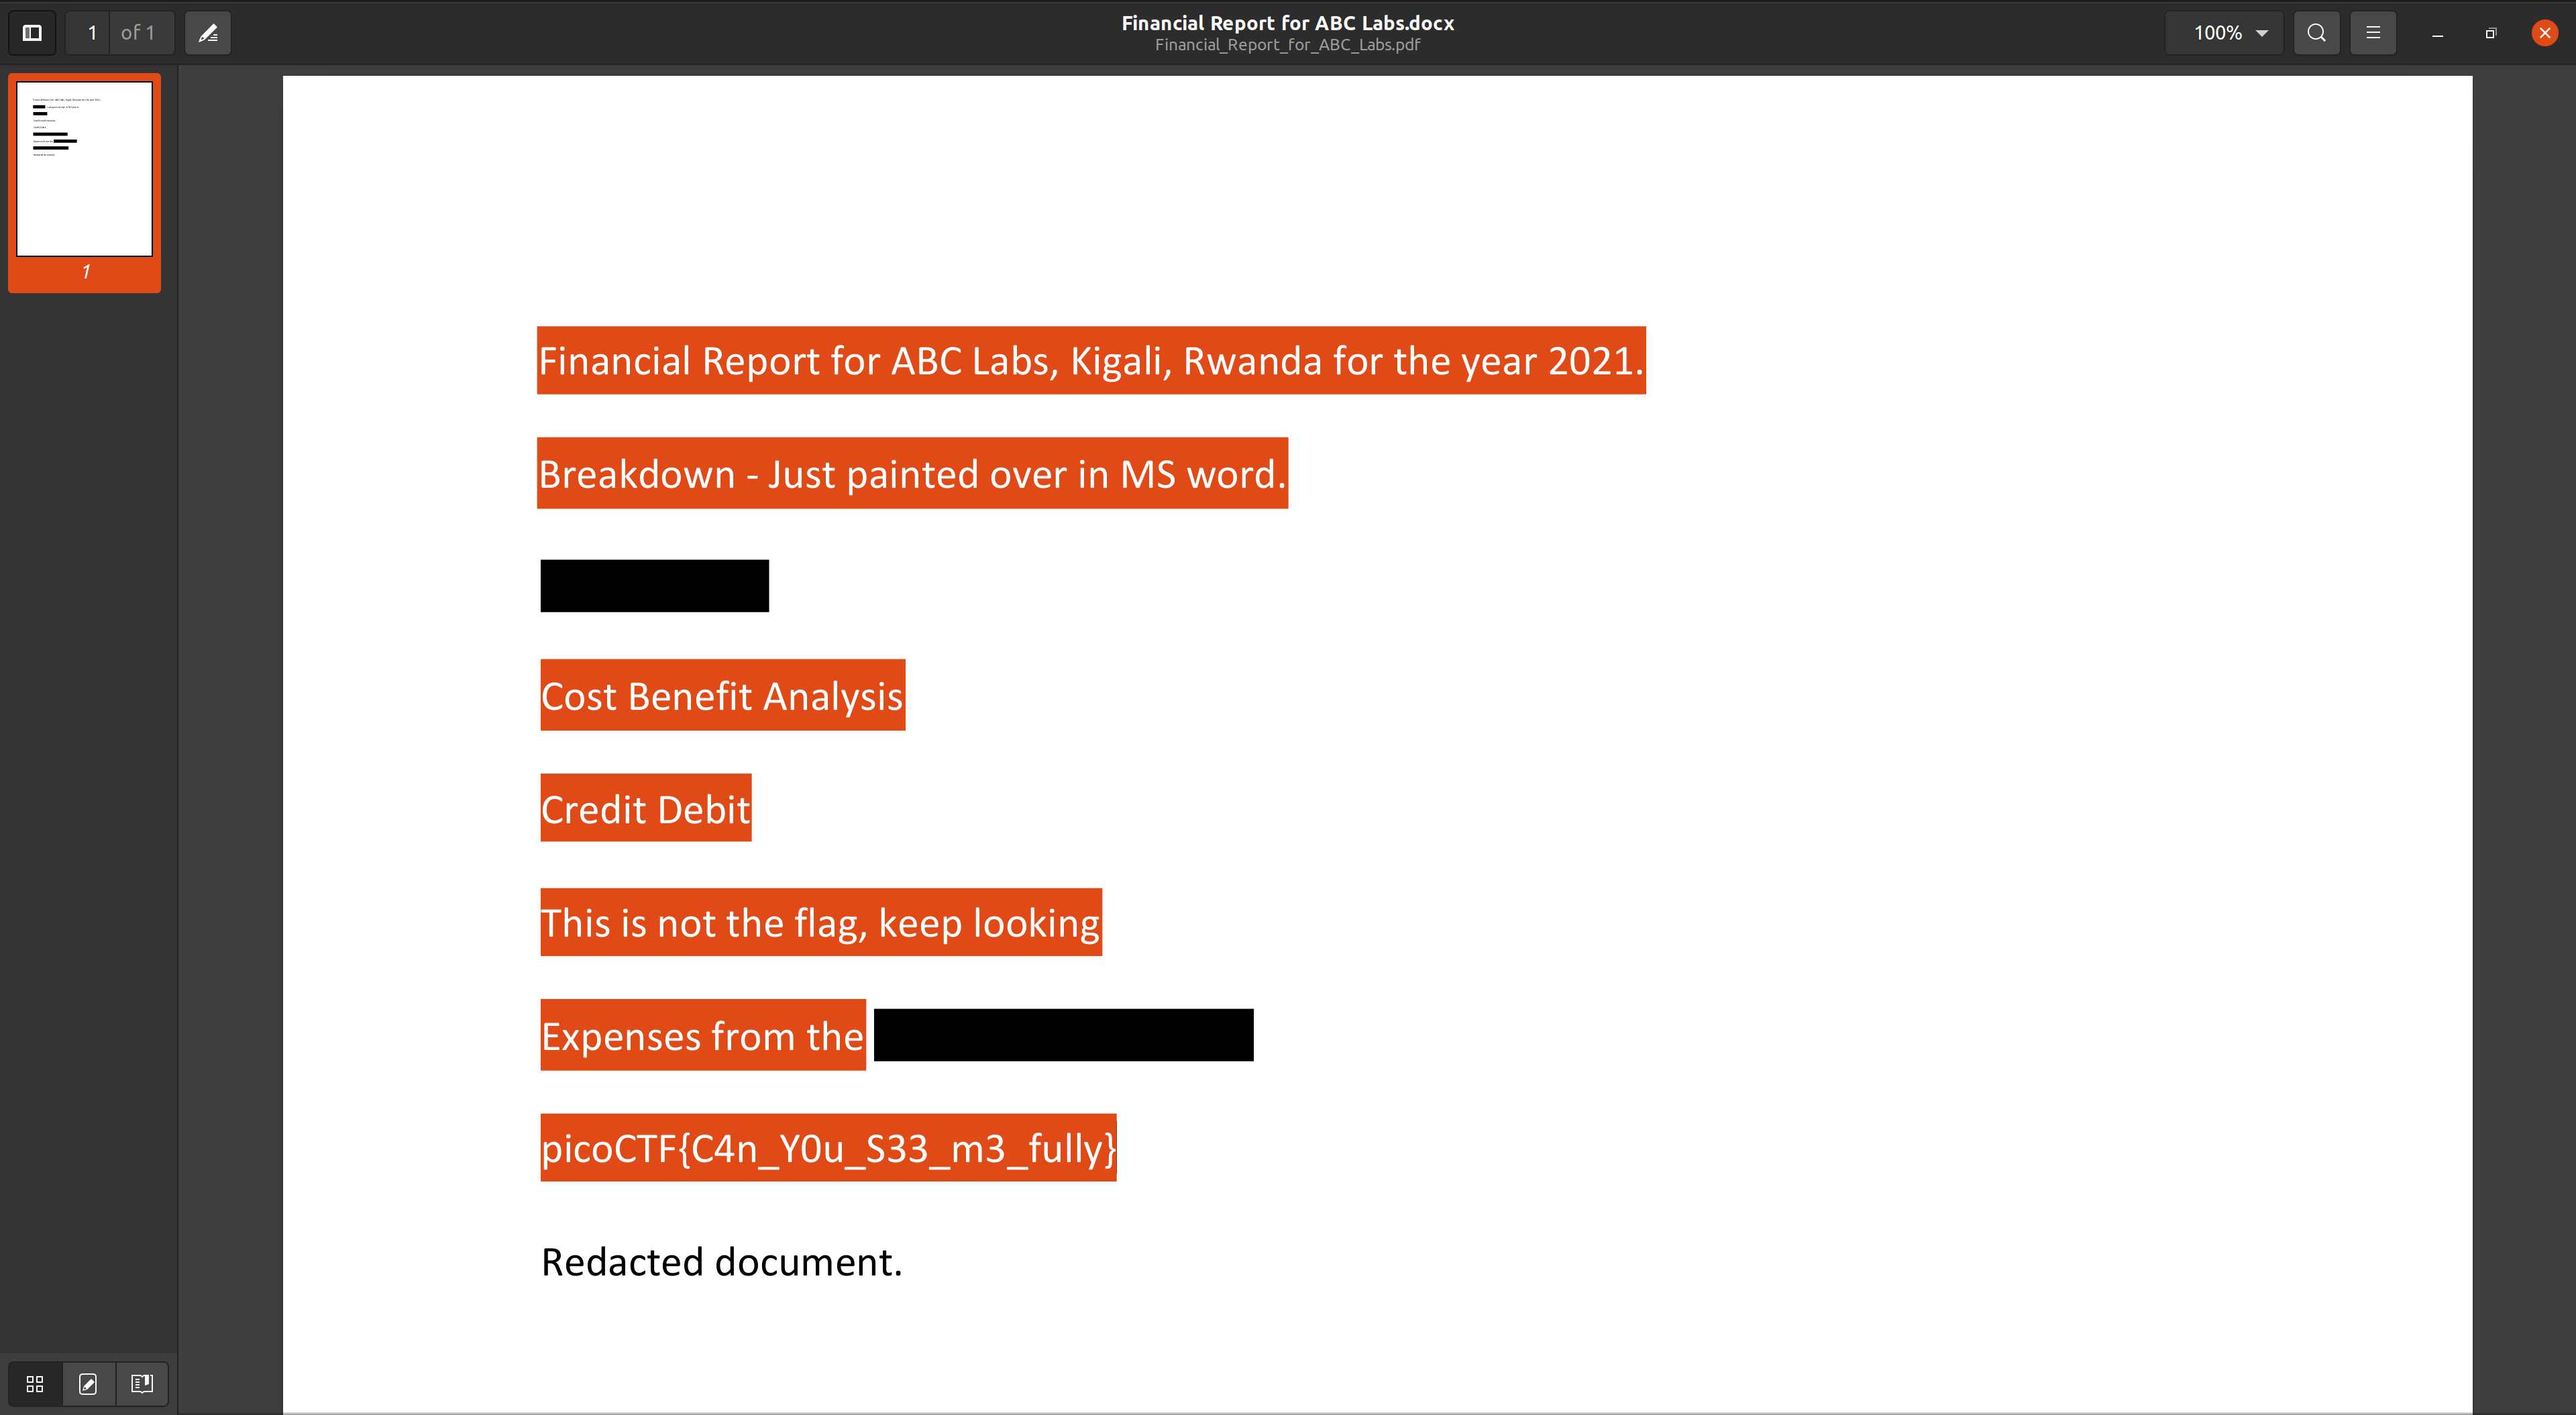 1 of 1
Financial Report for ABC Labs.docx
Financial_Report_for_ABC_Labs.pdf
100%
1
Financial Report for ABC Labs, Kigali, Rwanda for the year 2021.
Breakdown - Just painted over in MS word.
Cost Benefit Analysis
Credit Debit
This is not the flag, keep looking
Expenses from the
picoCTF{C4n_Y0u_S33_m3_fully}
Redacted document.